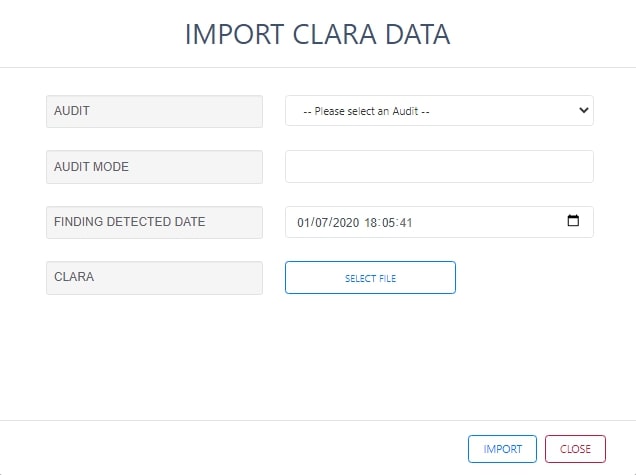 IMPORT CLARA DATA
AUDIT
-- Please select an Audit --
AUDIT MODE
FINDING DETECTED DATE
01/07/2020 18:05:41
CLARA
SELECT FILE
IMPORT
CLOSE